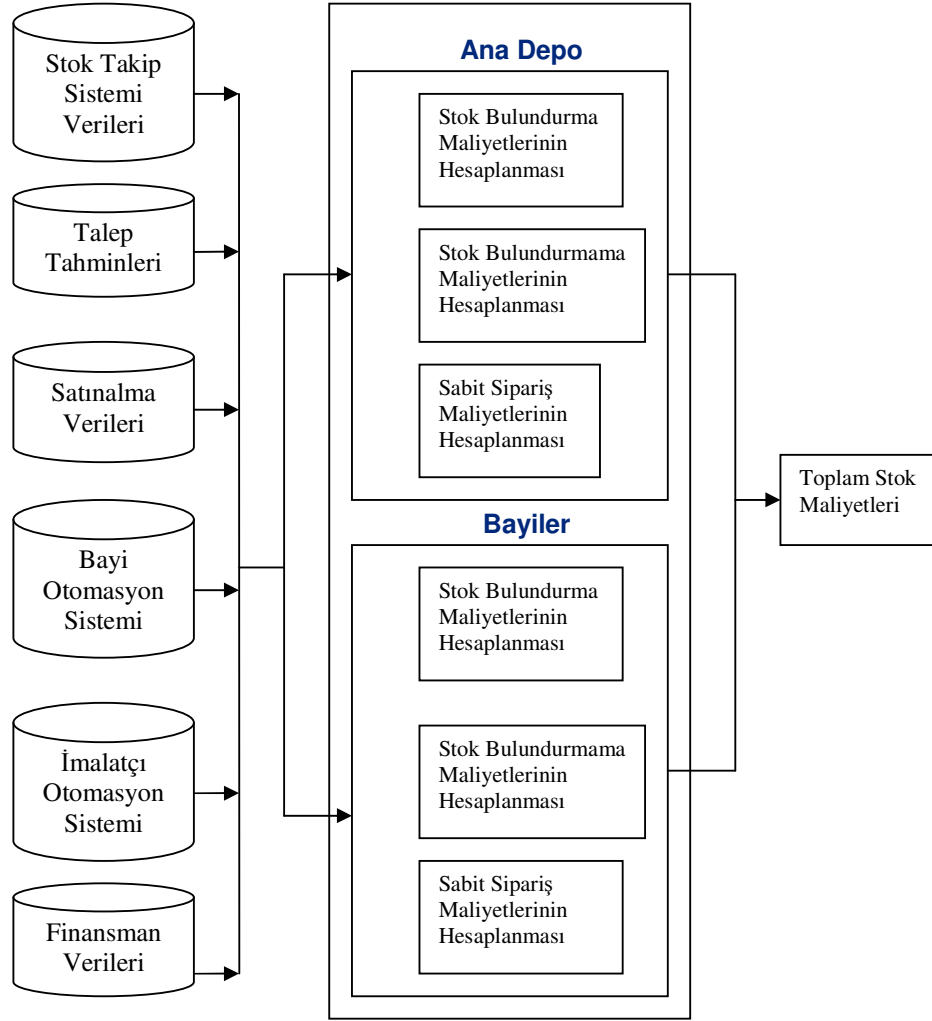 Stok Takip
Sistemi
Verileri
Talep
Tahminleri
Satınalma
Verileri
Bayi
Otomasyon
Sistemi
İmalatçı
Otomasyon
Sistemi
Finansman
Verileri
Ana Depo
Stok Bulundurma
Maliyetlerinin
Hesaplanması
Stok Bulundurmama
Maliyetlerinin
Hesaplanması
Sabit Sipariş
Maliyetlerinin
Hesaplanması
Bayiler
Stok Bulundurma
Maliyetlerinin
Hesaplanması
Stok Bulundurmama
Maliyetlerinin
Hesaplanması
Sabit Sipariş
Maliyetlerinin
Hesaplanması
Toplam Stok
Maliyetleri